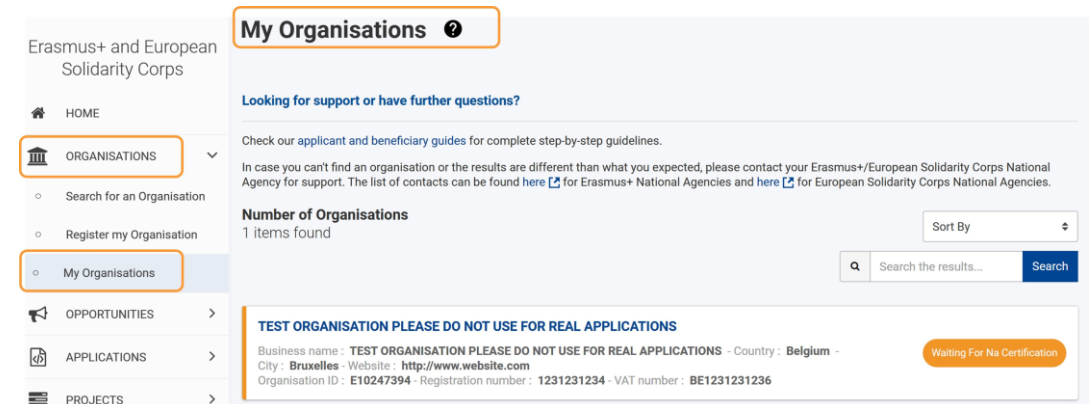 Erasmus+ and European
Solidarity Corps
HOME
ORGANISATIONS
Search for an Organisation
Register my Organisation
My Organisations
OPPORTUNITIES
APPLICATIONS
PROJECTS
My Organisations ?
Looking for support or have further questions?
Check our applicant and beneficiary guides for complete step-by-step guidelines.
In case you can't find an organisation or the results are different than what you expected, please contact your Erasmus+/European Solidarity Corps National
Agency for support. The list of contacts can be found here for Erasmus+ National Agencies and here for European Solidarity Corps National Agencies.
Number of Organisations
1 items found
Sort By
Search the results...
Search
TEST ORGANISATION PLEASE DO NOT USE FOR REAL APPLICATIONS
Business name : TEST ORGANISATION PLEASE DO NOT USE FOR REAL APPLICATIONS - Country : Belgium -
City : Bruxelles - Website : http://www.website.com
Organisation ID : E10247394 - Registration number : 1231231234 - VAT number : BE1231231236
Waiting For Na Certification